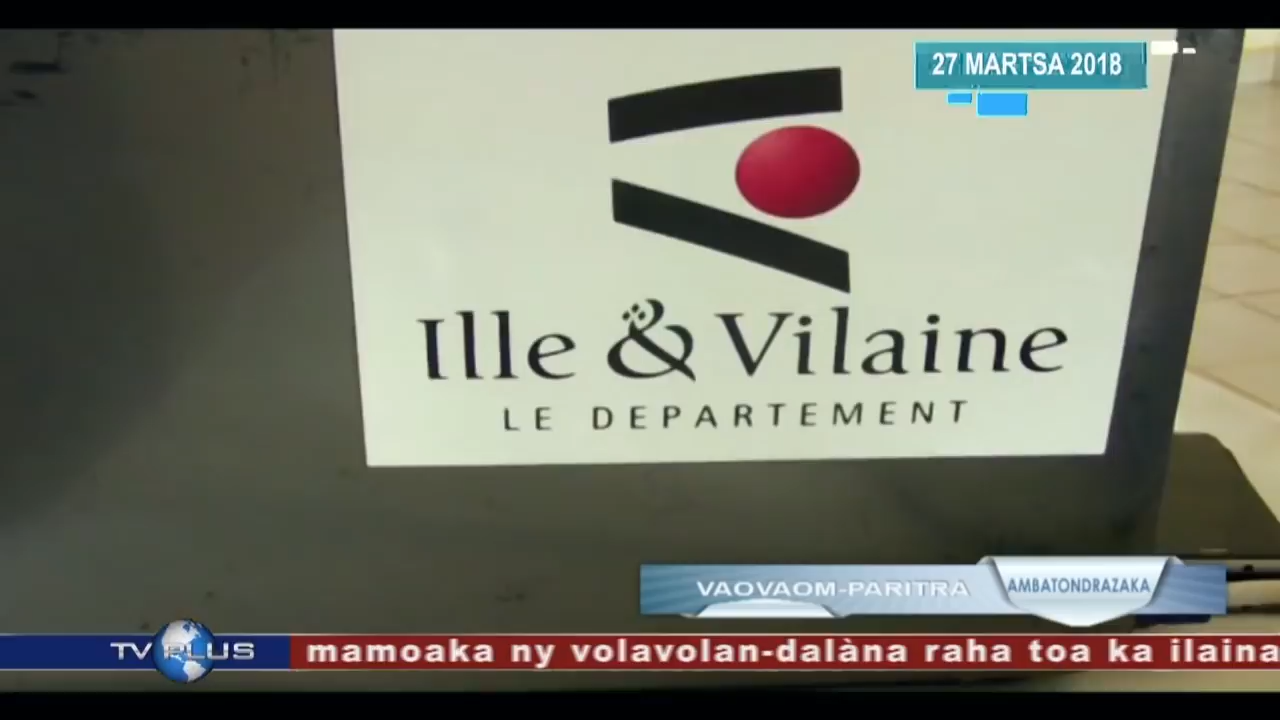 27 MARTSA 2018
Ille & Vilaine
LE DEPARTEMENT
VAOVAOM-PARITRA
AMBATONDRAZAKA
TV PLUS
mamoaka ny volavolan-dalàna raha toa ka ilaina